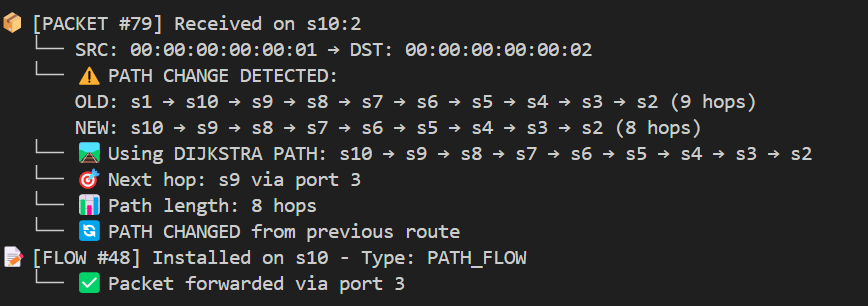 📦 [PACKET #79] Received on s10:2
└── SRC: 00:00:00:00:00:01 → DST: 00:00:00:00:00:02
└── ⚠️ PATH CHANGE DETECTED:
OLD: s1 → s10 → s9 → s8 → s7 → s6 → s5 → s4 → s3 → s2 (9 hops)
NEW: s10 → s9 → s8 → s7 → s6 → s5 → s4 → s3 → s2 (8 hops)
└── 🛤️ Using DIJKSTRA PATH: s10 → s9 → s8 → s7 → s6 → s5 → s4 → s3 → s2
└── 🎯 Next hop: s9 via port 3
└── 📊 Path length: 8 hops
└── 🔄 PATH CHANGED from previous route
📝 [FLOW #48] Installed on s10 - Type: PATH_FLOW
└── ✅ Packet forwarded via port 3